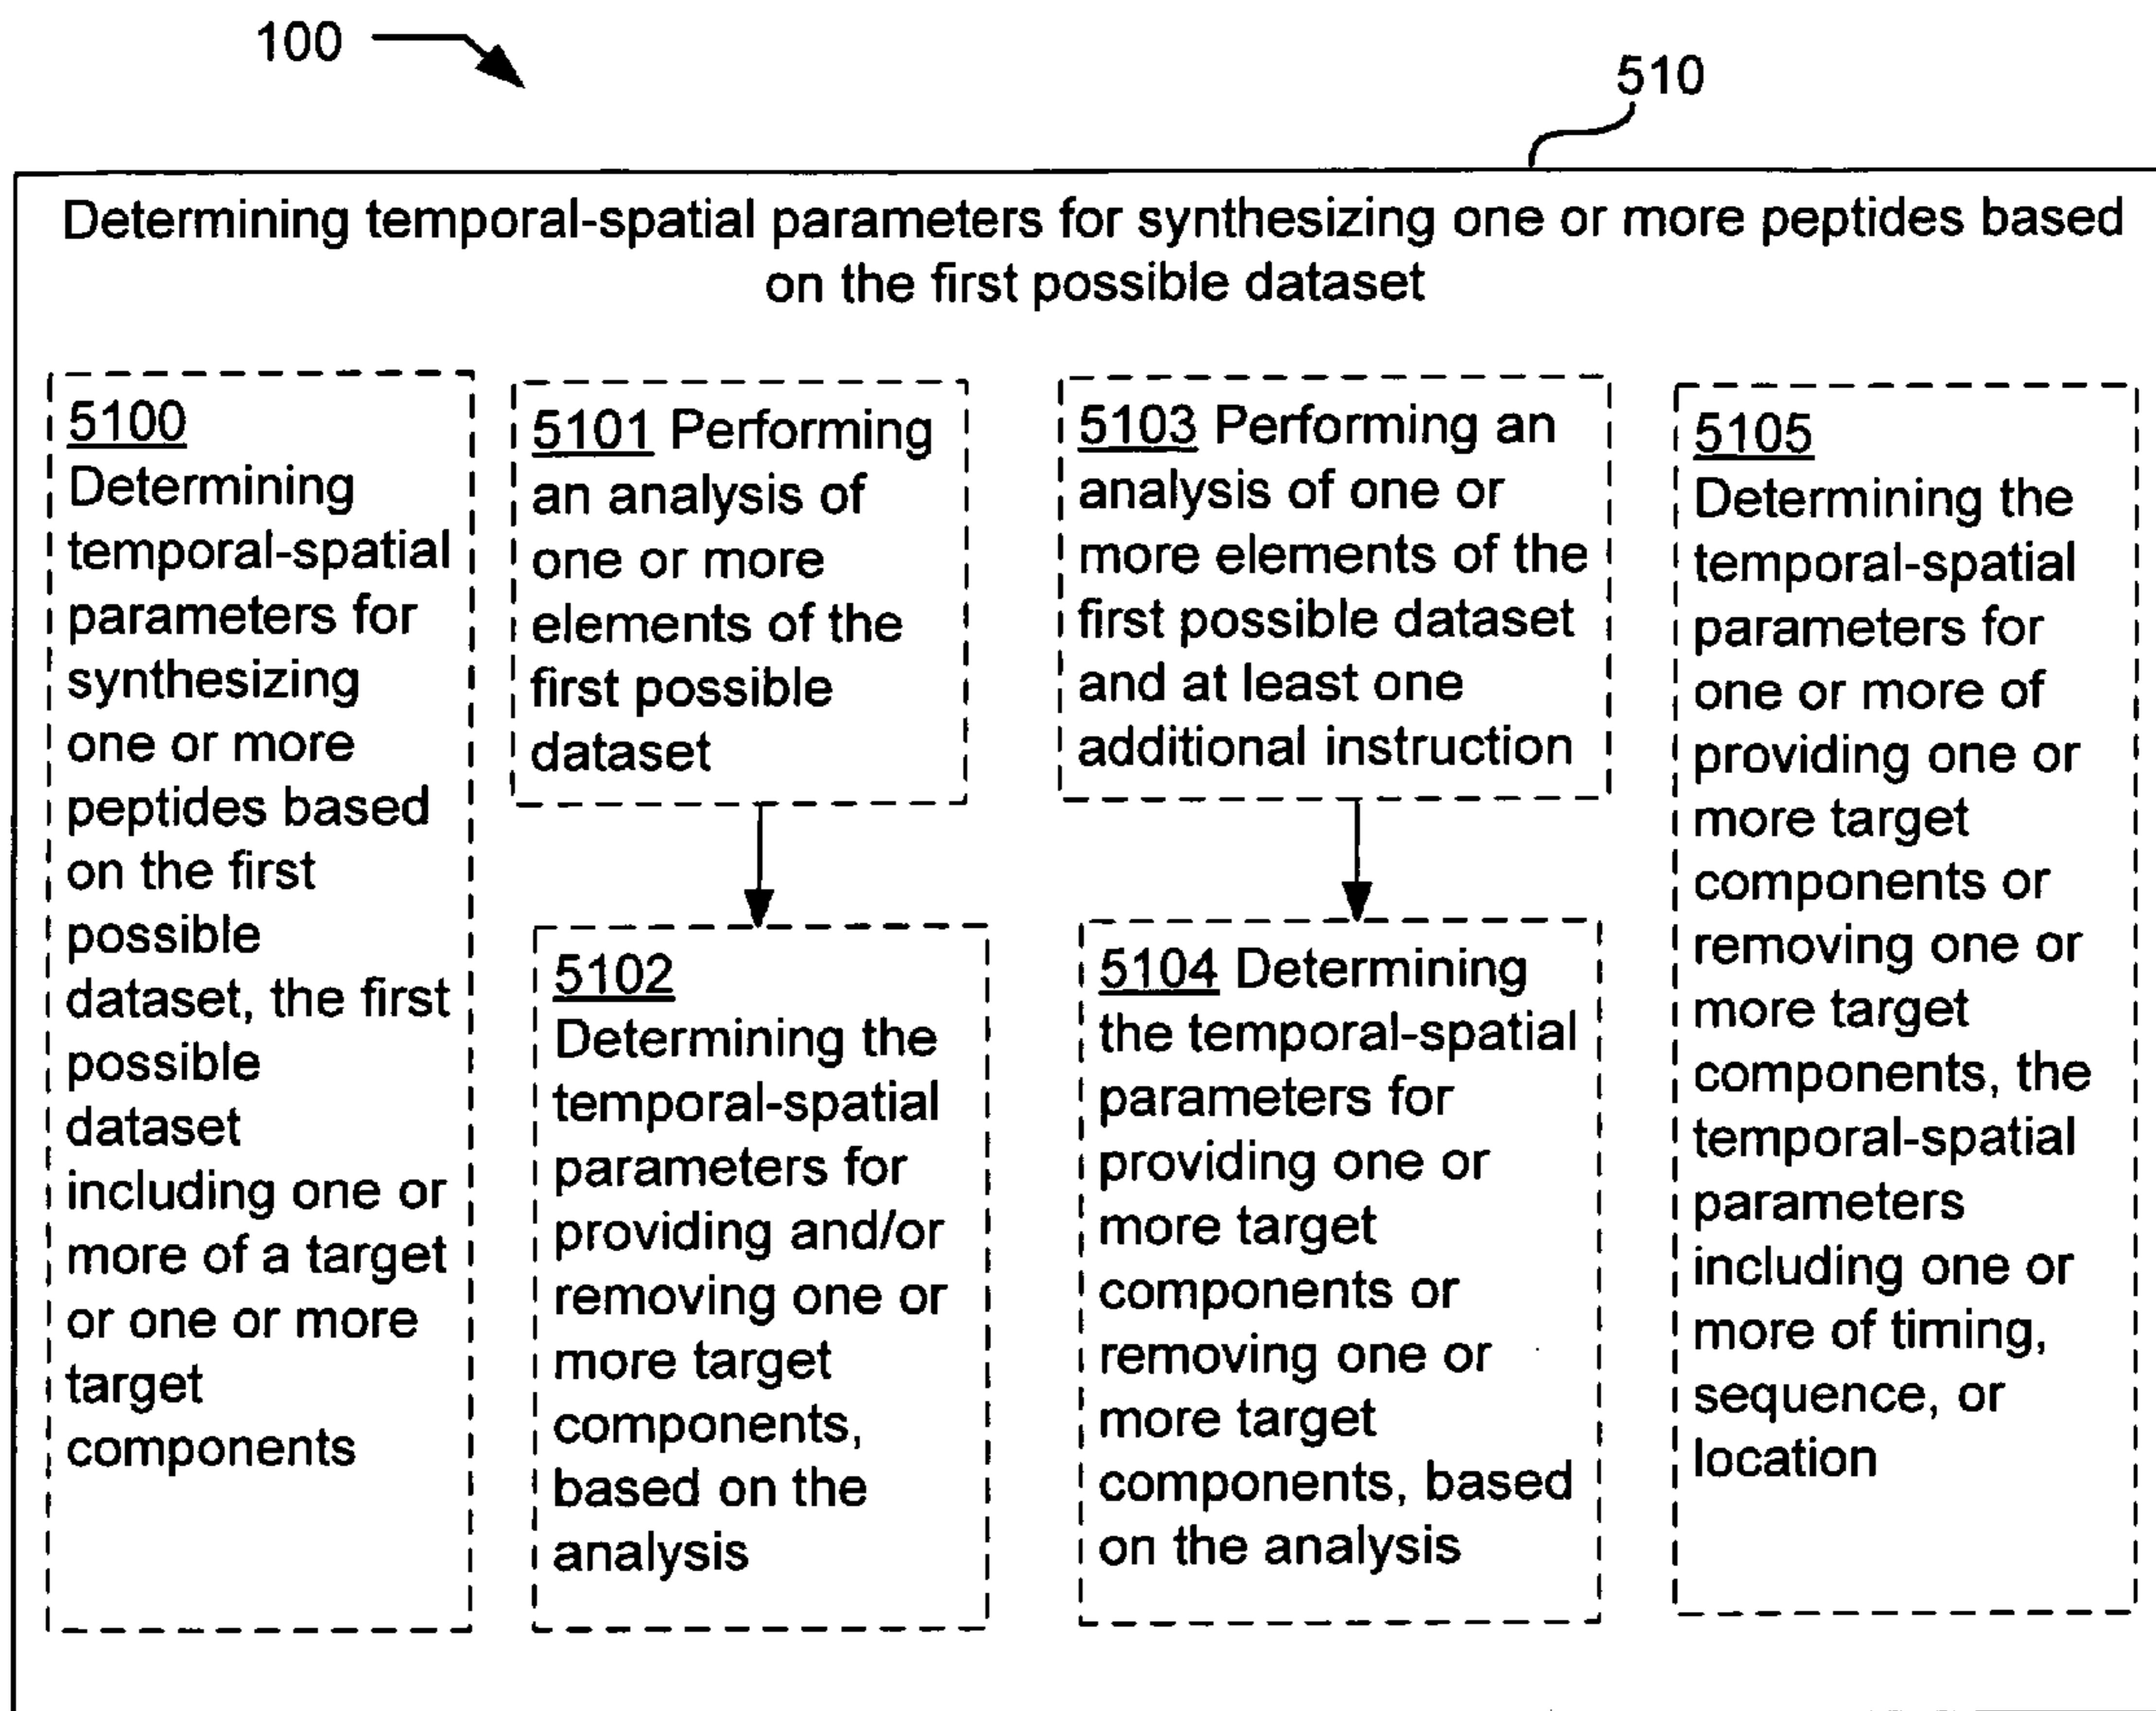 100
510
Determining temporal-spatial parameters for synthesizing one or more peptides based
on the first possible dataset
5100
Determining
temporal-spatial
parameters for
synthesizing
one or more
peptides based
on the first
possible
dataset, the first
possible
dataset
including one or
more of a target
or one or more
target
components
5101 Performing
an analysis of
one or more
elements of the
first possible
dataset
5102
Determining the
temporal-spatial
parameters for
providing and/or
removing one or
more target
components,
based on the
analysis
5103 Performing an
analysis of one or
more elements of the
first possible dataset
and at least one
additional instruction
5104 Determining
the temporal-spatial
parameters for
providing one or
more target
components or
removing one or
more target
components, based
on the analysis
5105
Determining the
temporal-spatial
parameters for
one or more of
providing one or
more target
components or
removing one or
more target
components, the
temporal-spatial
parameters
including one or
more of timing,
sequence, or
location